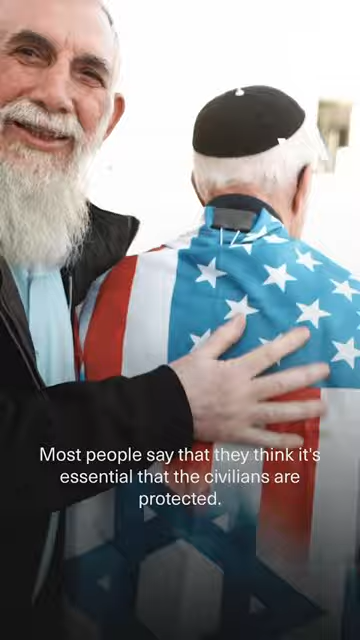 Most people say that they think it's
essential that the civilians are
protected.